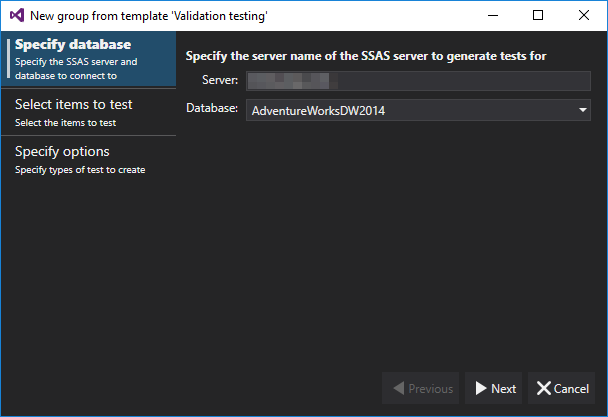 New group from template 'Validation testing'
Specify database
Specify the SSAS server and
database to connect to
Select items to test
Select the items to test
Specify options
Specify types of test to create
Specify the server name of the SSAS server to generate tests for
Server:
Database:
AdventureWorksDW2014
Previous
Next
Cancel